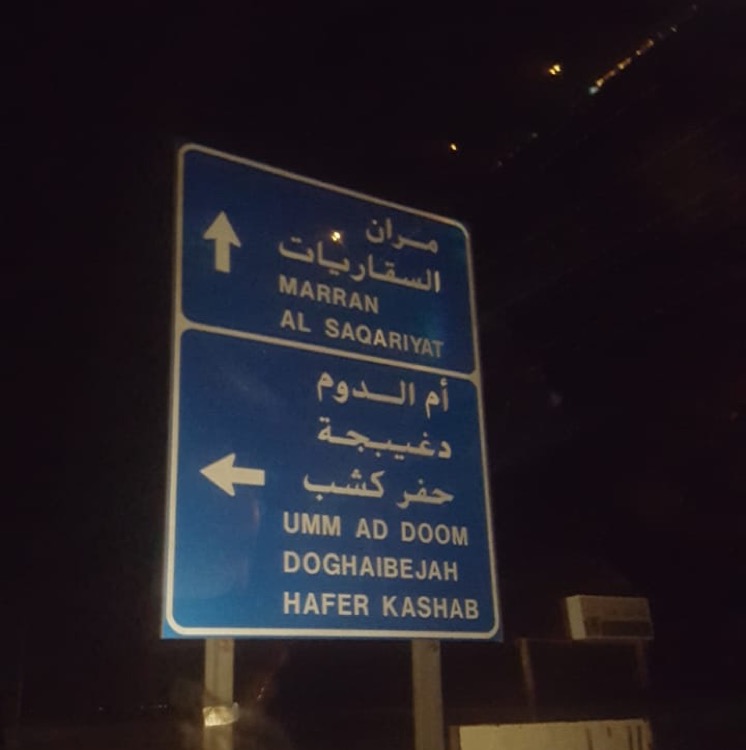 مران
السقاريات
MARRAN
AL SAQARIYAT
أم الدوم
دغيبجة
حفر كشب
UMM AD DOOM
DOGHAIBEJAH
HAFER KASHAB